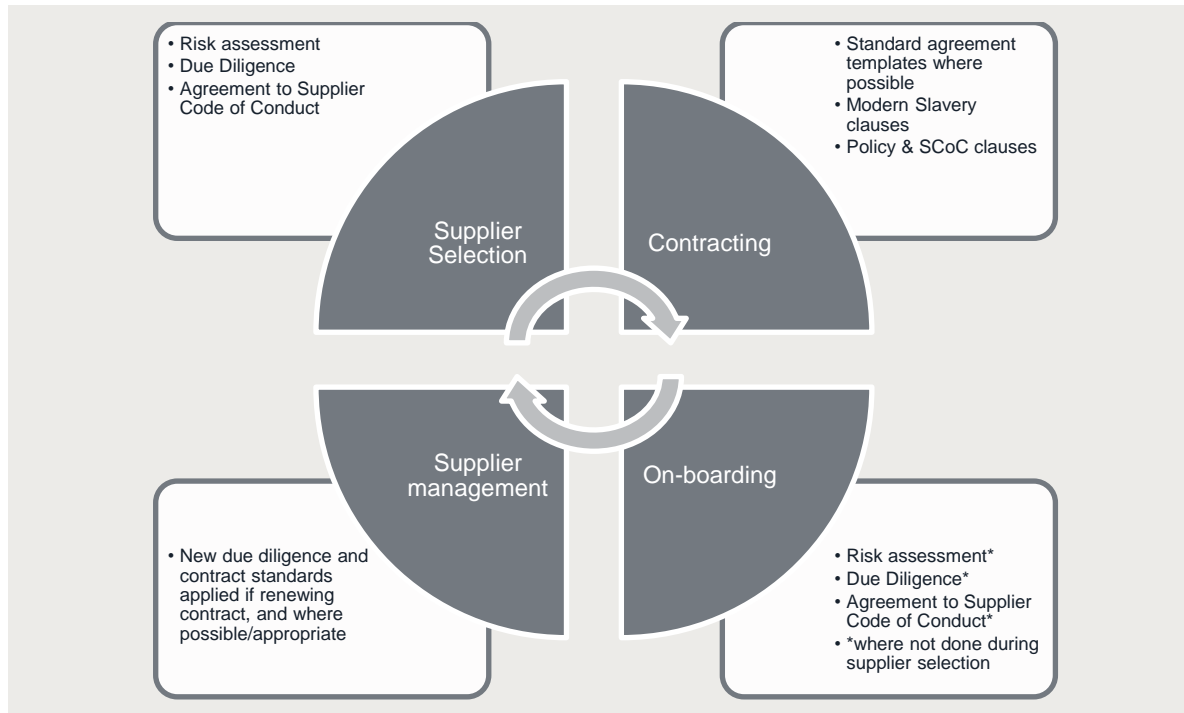 • Risk assessment
• Due Diligence
• Agreement to Supplier
Code of Conduct
• Standard agreement
templates where
possible
• Modern Slavery
clauses
• Policy & SCoC clauses
Supplier
Selection
Contracting
Supplier
management
On-boarding
• New due diligence and
contract standards
applied if renewing
contract, and where
possible/appropriate
• Risk assessment*
• Due Diligence*
• Agreement to Supplier
Code of Conduct*
• *where not done during
supplier selection